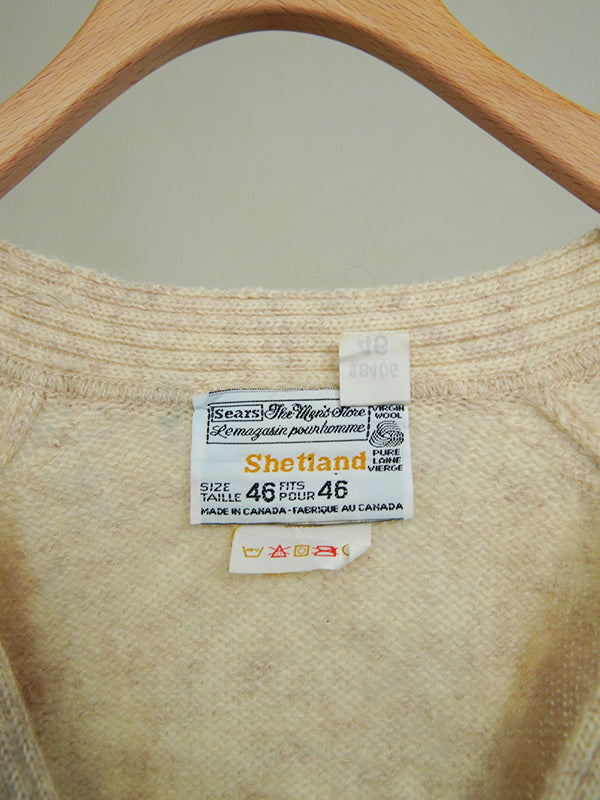 46
28406
Sears The Men's Store
Le magasin pour homme
VIRGIN
WOOL
PURE
LAINE
VIERGE
Shetland
SIZE 46 FITS 46
TAILLE POUR
MADE IN CANADA - FABRIQUE AU CANADA